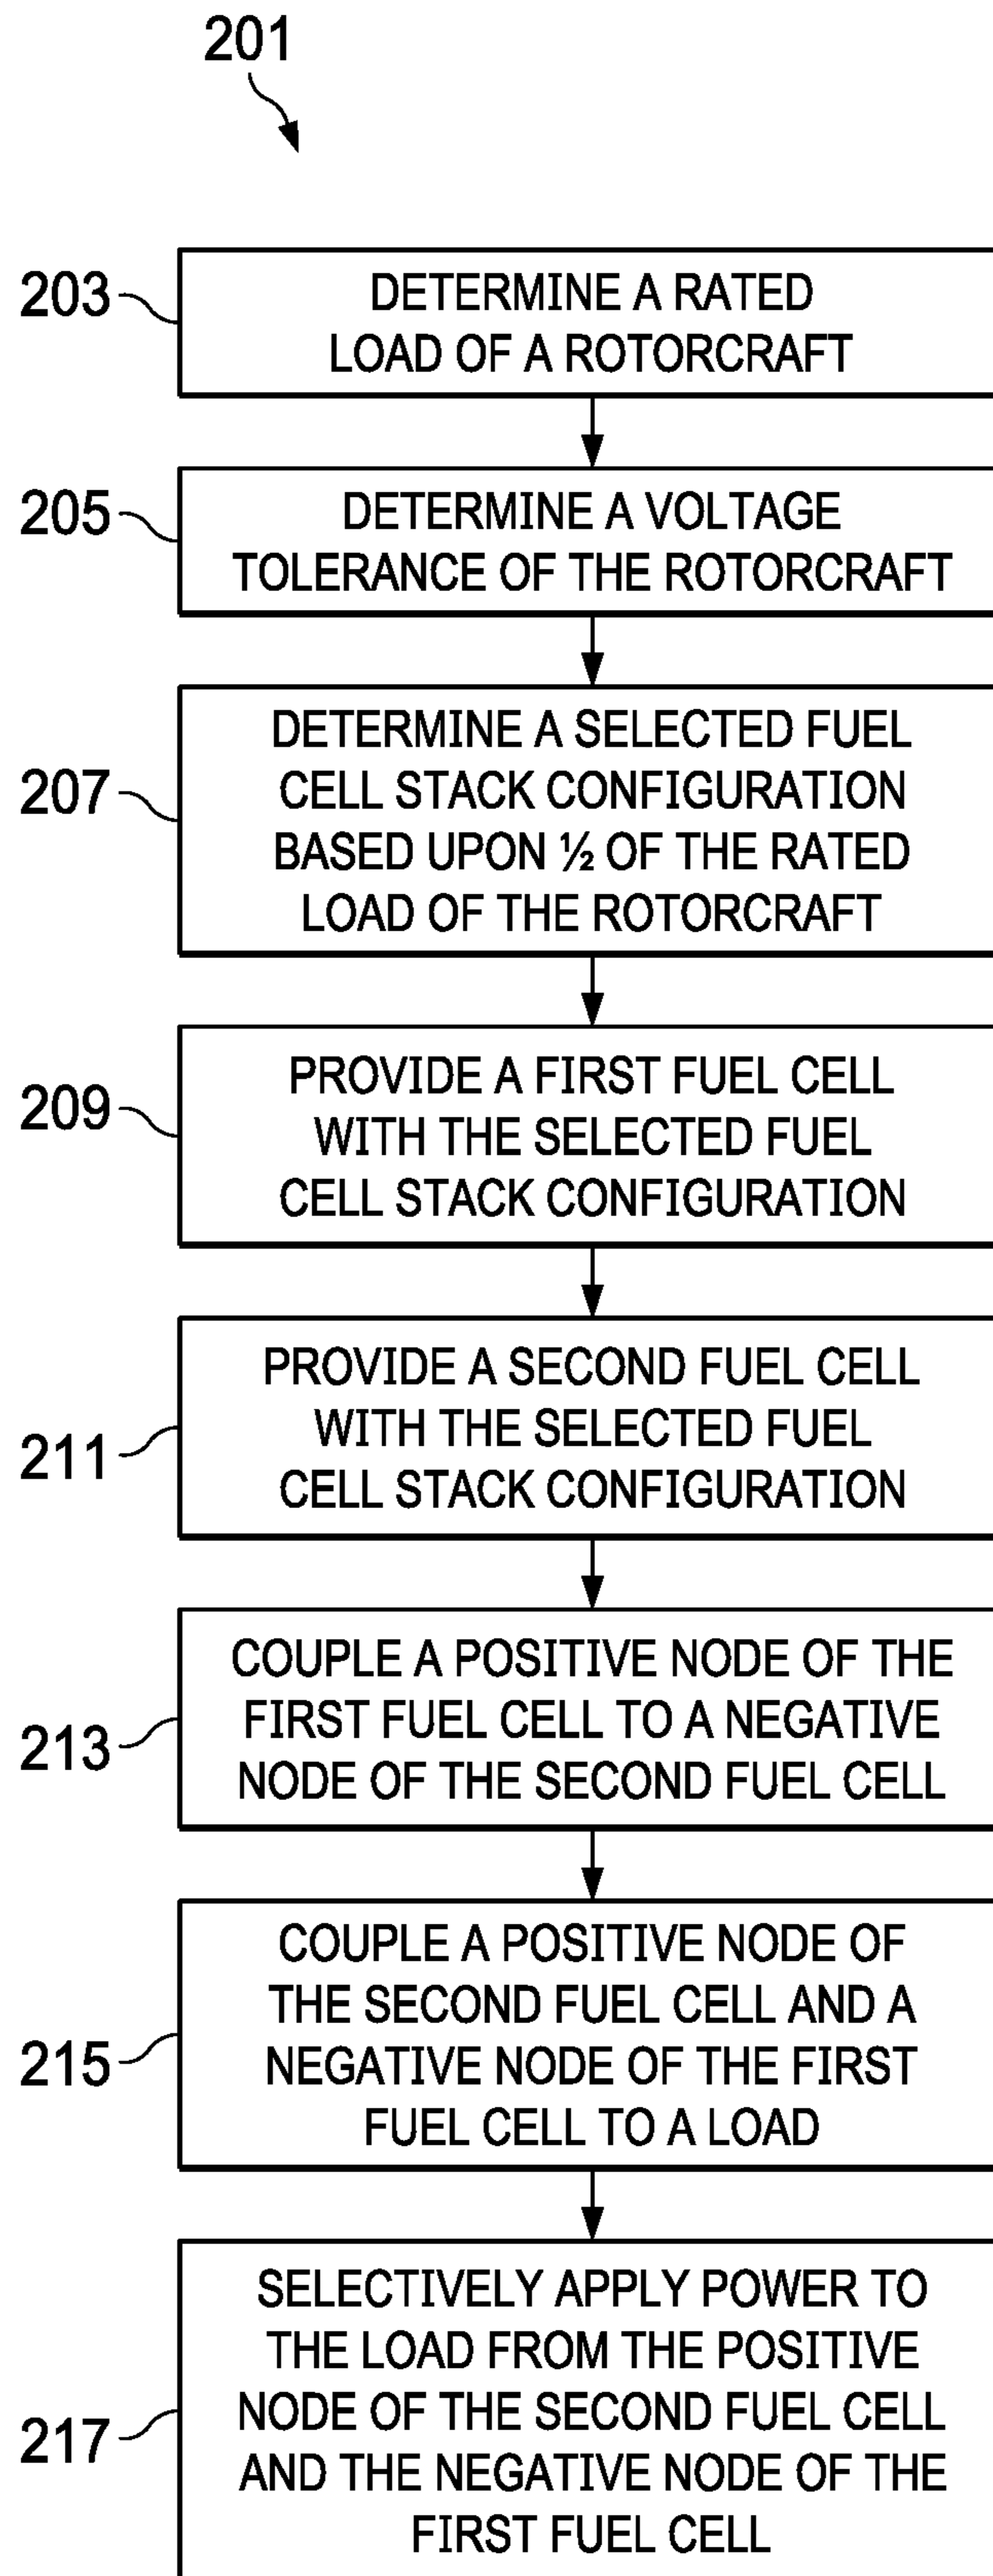 201
203
DETERMINE A RATED
LOAD OF A ROTORCRAFT
205
DETERMINE A VOLTAGE
TOLERANCE OF THE ROTORCRAFT
207
DETERMINE A SELECTED FUEL
CELL STACK CONFIGURATION
BASED UPON ½ OF THE RATED
LOAD OF THE ROTORCRAFT
209
PROVIDE A FIRST FUEL CELL
WITH THE SELECTED FUEL
CELL STACK CONFIGURATION
211
PROVIDE A SECOND FUEL CELL
WITH THE SELECTED FUEL
CELL STACK CONFIGURATION
213
COUPLE A POSITIVE NODE OF THE
FIRST FUEL CELL TO A NEGATIVE
NODE OF THE SECOND FUEL CELL
215
COUPLE A POSITIVE NODE OF
THE SECOND FUEL CELL AND A
NEGATIVE NODE OF THE FIRST
FUEL CELL TO A LOAD
217
SELECTIVELY APPLY POWER TO
THE LOAD FROM THE POSITIVE
NODE OF THE SECOND FUEL CELL
AND THE NEGATIVE NODE OF THE
FIRST FUEL CELL